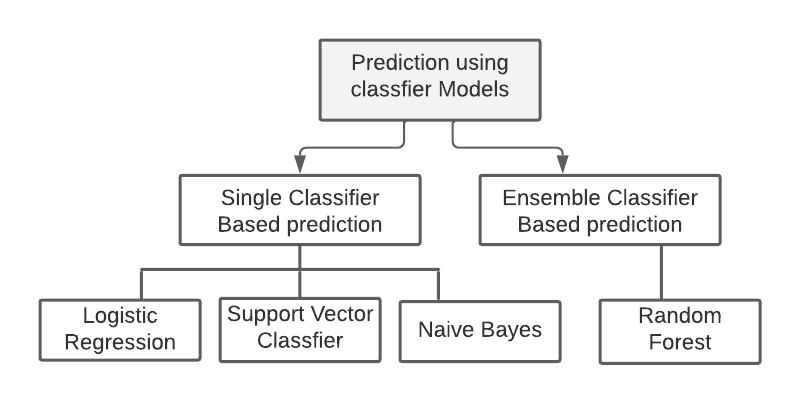 Prediction using
classfier Models
Single Classifier
Based prediction
Ensemble Classifier
Based prediction
Logistic
Regression
Support Vector
Classfier
Naive Bayes
Random
Forest